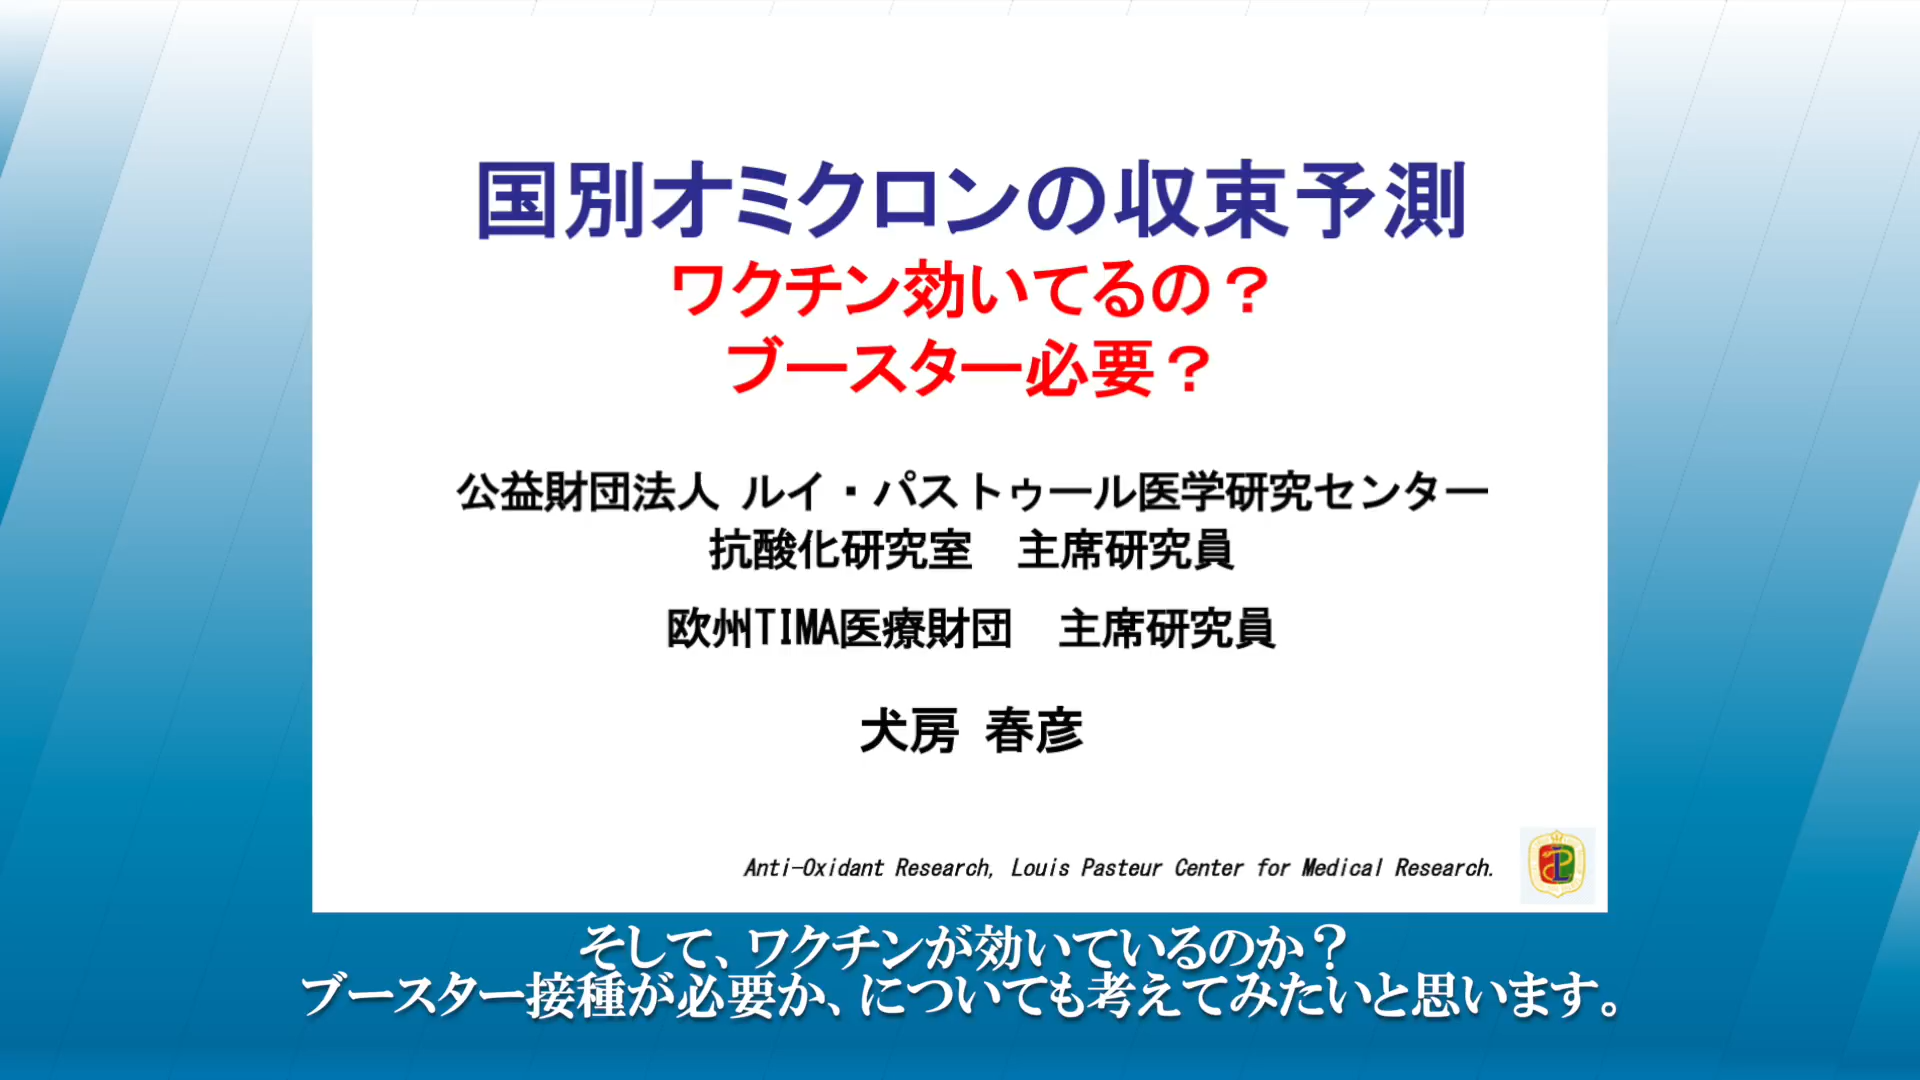 国別オミクロンの収束予測
ワクチン効いてるの？
ブースター必要？
公益財団法人 ルイ・パストゥール医学研究センター
抗酸化研究室　主席研究員
欧州TIMA医療財団　主席研究員
犬房 春彦
Anti-Oxidant Research, Louis Pasteur Center for Medical Research.
そして、ワクチンが効いているのか？
ブースター接種が必要か、についても考えてみたいと思います。